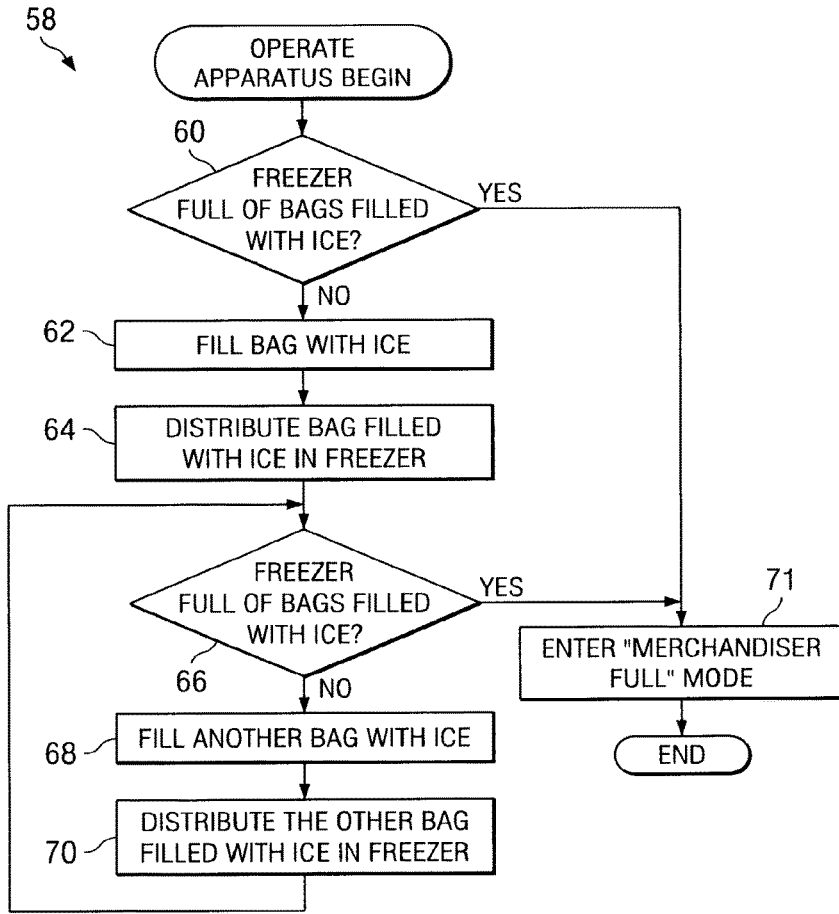 58
OPERATE
APPARATUS BEGIN
60
FREEZER
FULL OF BAGS FILLED
WITH ICE?
YES
NO
62
FILL BAG WITH ICE
64
DISTRIBUTE BAG FILLED
WITH ICE IN FREEZER
FREEZER
FULL OF BAGS FILLED
WITH ICE?
YES
66
NO
71
ENTER "MERCHANDISER
FULL" MODE
END
68
FILL ANOTHER BAG WITH ICE
70
DISTRIBUTE THE OTHER BAG
FILLED WITH ICE IN FREEZER